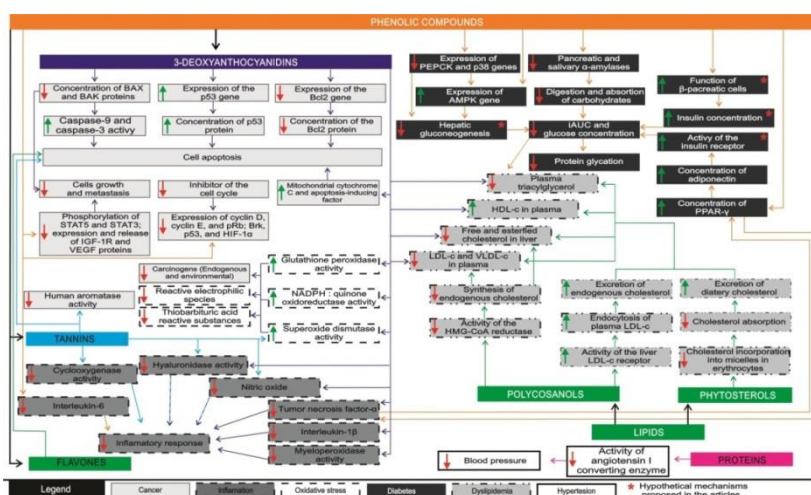 PHENOLIC COMPOUNDS
3-DEOXYANTHOCYANIDINS
Concentration of BAX
and BAK proteins
Expression of the
p53 gene
Expression of the
Bcl2 gene
Caspase-9 and
caspase-3 activy
Concentration of p53
protein
Concentration of the
Bcl2 protein
Cell apoptosis
Cells growth and
metastasis
Inhibitor of the
cell cycle
Mitochondrial cytochrome
C and apoptosis-inducing
factor
Phosphorylation of
STAT5 and STAT3;
expression and release
of IGF-1R and
VEGF proteins
Expression of cyclin D,
cyclin E, and pRb; Brk,
p53, and HIF-1α
Carcinogens (Endogenous
and environmental)
Glutathione peroxidase
activity
Human aromatase
activity
Reactive electrophilic
species
NADPH : quinone
oxidoreductase activity
Thiobarbituric acid
reactive substances
Superoxide dismutase
activity
TANNINS
Cyclooxygenase
activity
Hyaluronidase activity
Nitric oxide
Interleukin-6
Tumor necrosis factor-α
Inflamatory response
Interleukin-1β
Myeloperoxidase
activity
FLAVONES
Expression of
PEPCK and p38 genes
Pancreatic and
salivary α-amylases
Function of
β-pacreatic cells
Expression of
AMPK gene
Digestion and absortion
of carbohydrates
Insulin concentration
Hepatic
gluconeogenesis
iAUC and
glucose concentration
Activy of the
insulin receptor
Protein glycation
Concentration of
adiponectin
Plasma
triacylglycerol
Concentration of
PPAR-γ
HDL-c in plasma
Free and esterfied
cholesterol in liver
LDL-c and VLDL-c
in plasma
Synthesis of
endogenous cholesterol
Excretion of
endogenous cholesterol
Excretion of
dietary cholesterol
Activity of the
HMG-CoA reductase
Endocytosis of
plasma LDL-c
Cholesterol absorption
Activity of the liver
LDL-c receptor
Cholesterol incorporation
into micelles in
erythrocytes
POLYCOSANOLS
PHYTOSTEROLS
LIPIDS
Blood pressure
Activity of
angiotensin I
converting enzyme
PROTEINS
Legend
Cancer
Inflamation
Oxidative stress
Diabetes
Dyslipidemia
Hypertesion
Hypothetical mechanisms
proposed in the articles